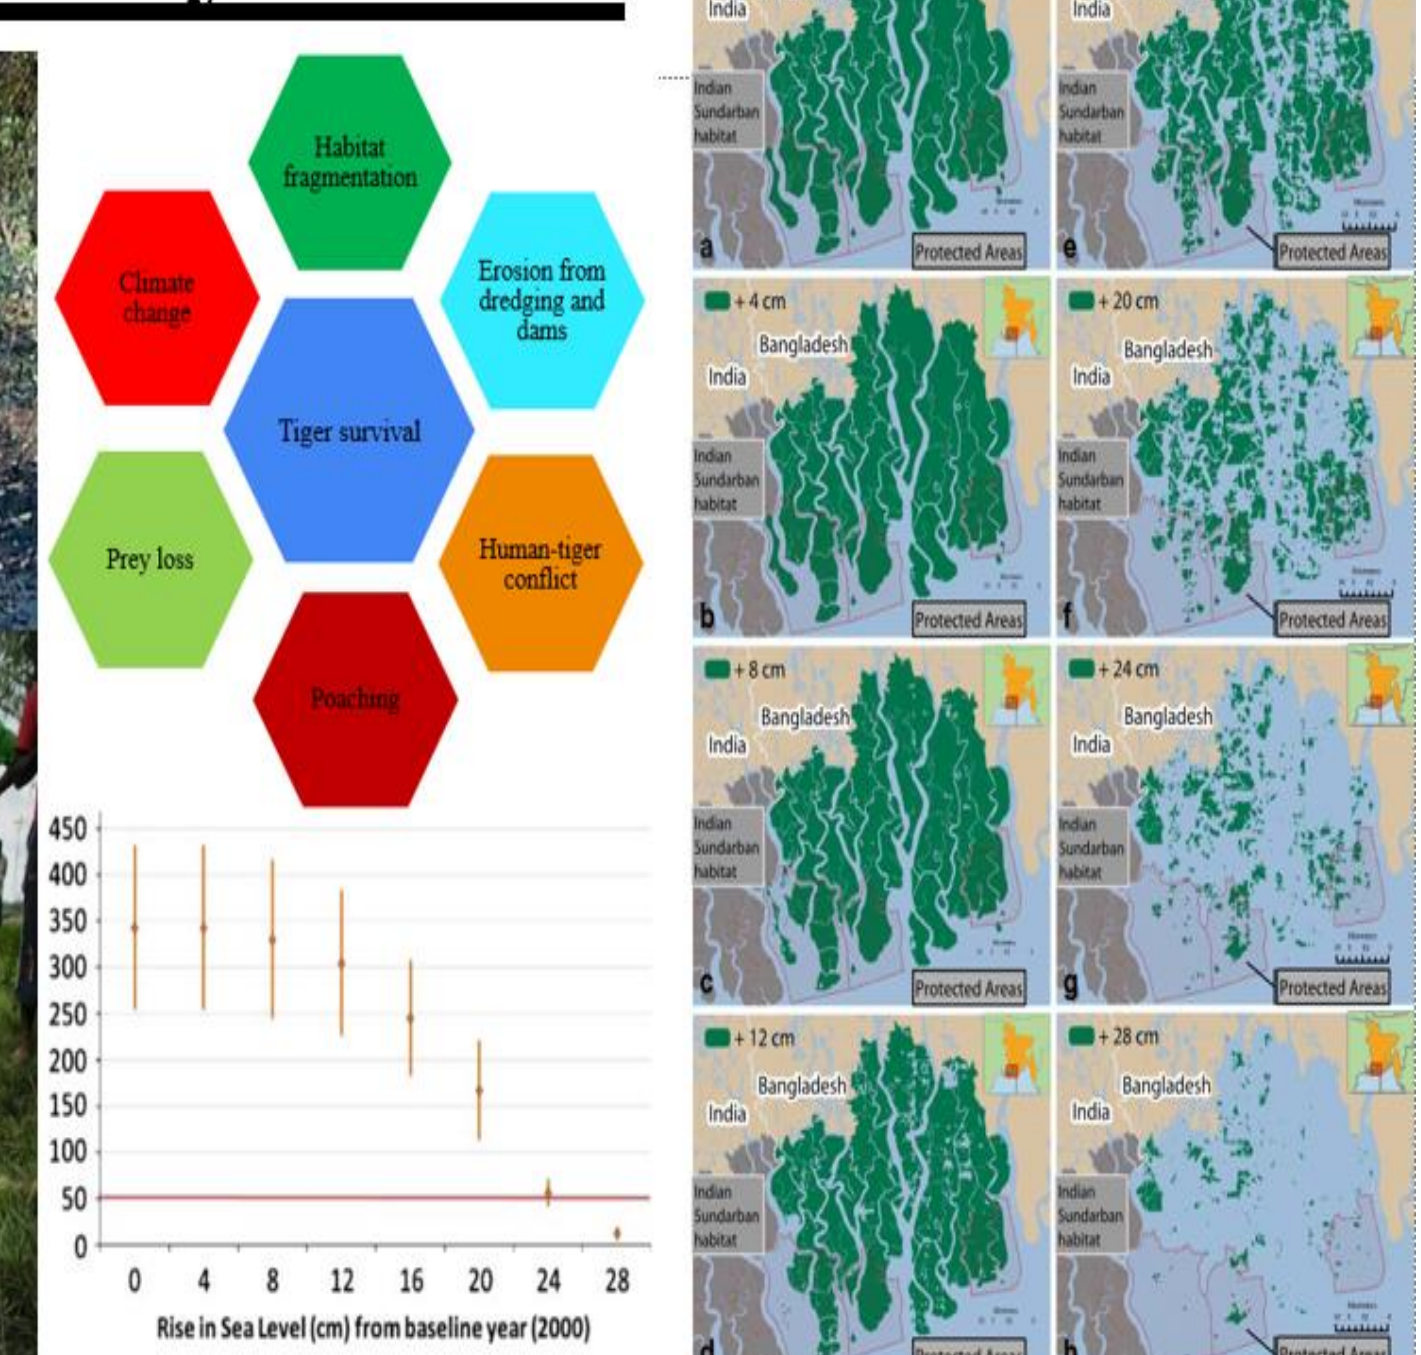 Habitat
fragmentation
Climate
change
Erosion from
dredging and
dams
Tiger survival
Prey loss
Human-tiger
conflict
Poaching
450
400
350
300
250
200
150
100
50
0
0 4 8 12 16 20 24 28
Rise in Sea Level (cm) from baseline year (2000)
India
Indian
Sundarban
habitat
a
Protected Areas
+ 4 cm
Bangladesh
India
Indian
Sundarban
habitat
b
Protected Areas
+ 8 cm
Bangladesh
India
Indian
Sundarban
habitat
c
Protected Areas
+ 12 cm
Bangladesh
India
Indian
Sundarban
habitat
d
Protected Areas
India
Indian
Sundarban
habitat
e
Protected Areas
+ 20 cm
Bangladesh
India
Indian
Sundarban
habitat
f
Protected Areas
+ 24 cm
Bangladesh
India
Indian
Sundarban
habitat
g
Protected Areas
+ 28 cm
Bangladesh
India
Indian
Sundarban
habitat
h
Protected Areas